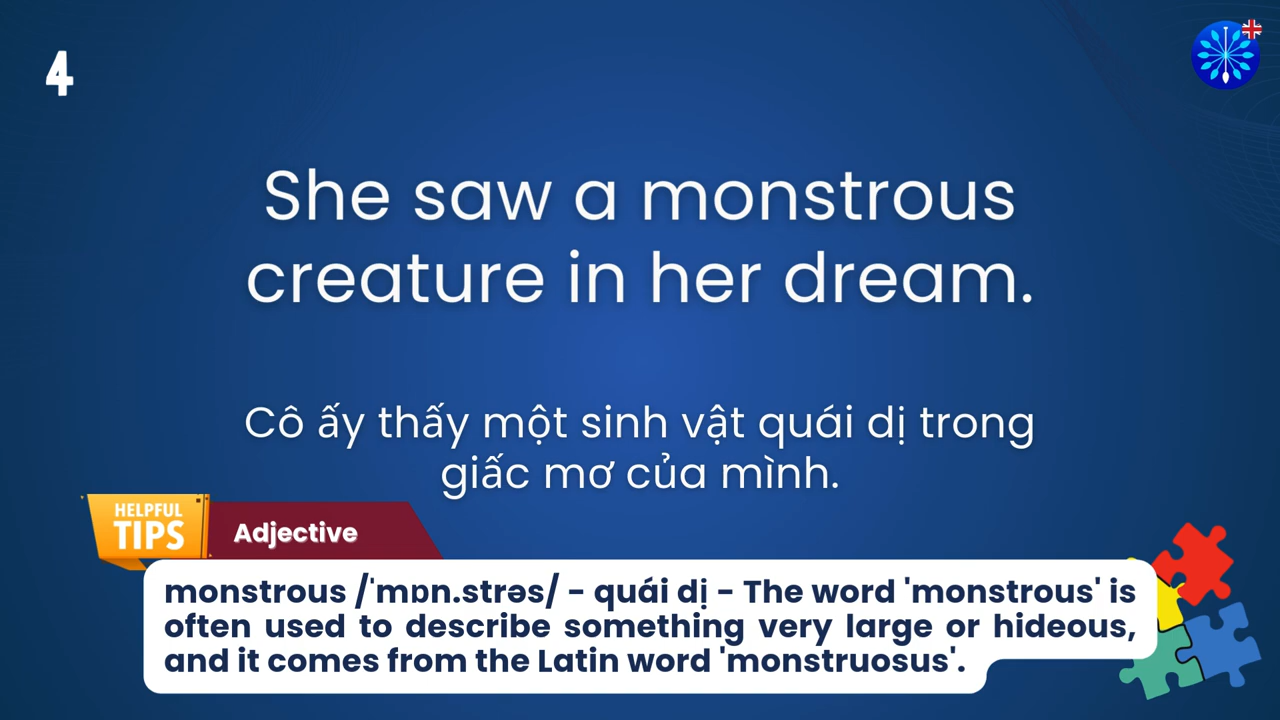 4
She saw a monstrous
creature in her dream.
Cô ấy thấy một sinh vật quái dị trong
giấc mơ của mình.
HELPFUL
TIPS
Adjective
monstrous /ˈmɒn.strəs/ - quái dị - The word 'monstrous' is
often used to describe something very large or hideous,
and it comes from the Latin word 'monstruosus'.